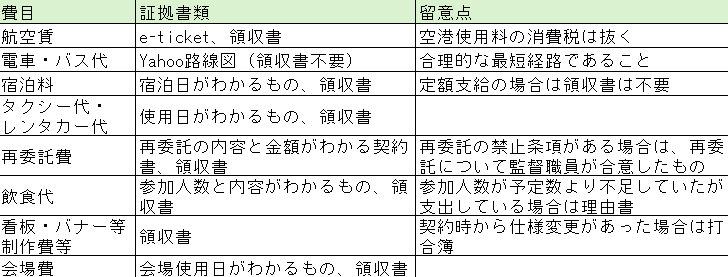 費目 証拠書類 留意点
航空賃 e-ticket、領収書 空港使用料の消費税は抜く
電車・バス代 Yahoo路線図（領収書不要） 合理的な最短経路であること
宿泊料 宿泊日がわかるもの、領収書 定額支給の場合は領収書は不要
タクシー代・
レンタカー代
使用日がわかるもの、領収書
再委託費
再委託の内容と金額がわかる契約
書、領収書
再委託の禁止条項がある場合は、再委
託について監督職員が合意したもの
飲食代
参加人数と内容がわかるもの、領
収書
参加人数が予定数より不足していたが
支出している場合は理由書
看板・バナー等
制作費等
領収書
契約時から仕様変更があった場合は打
合簿
会場費 会場使用日がわかるもの、領収書